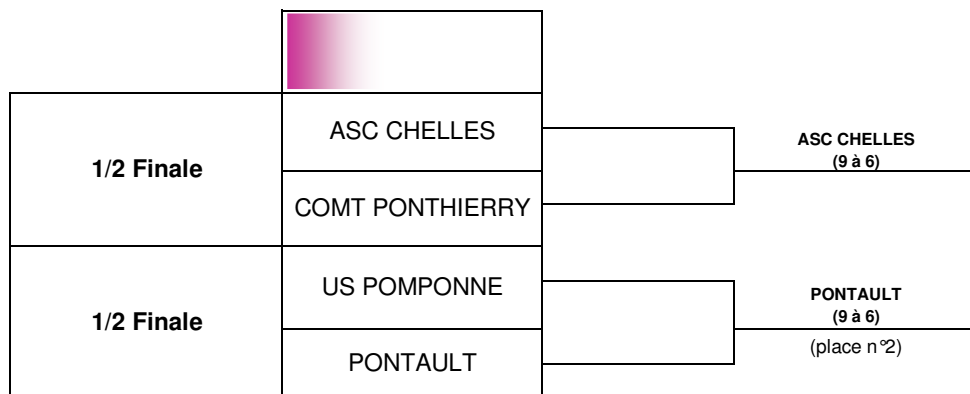 1/2 Finale
ASC CHELLES
COMT PONTHIERRY
ASC CHELLES
(9 à 6)
1/2 Finale
US POMPONNE
PONTAULT
PONTAULT
(9 à 6)
(place n°2)